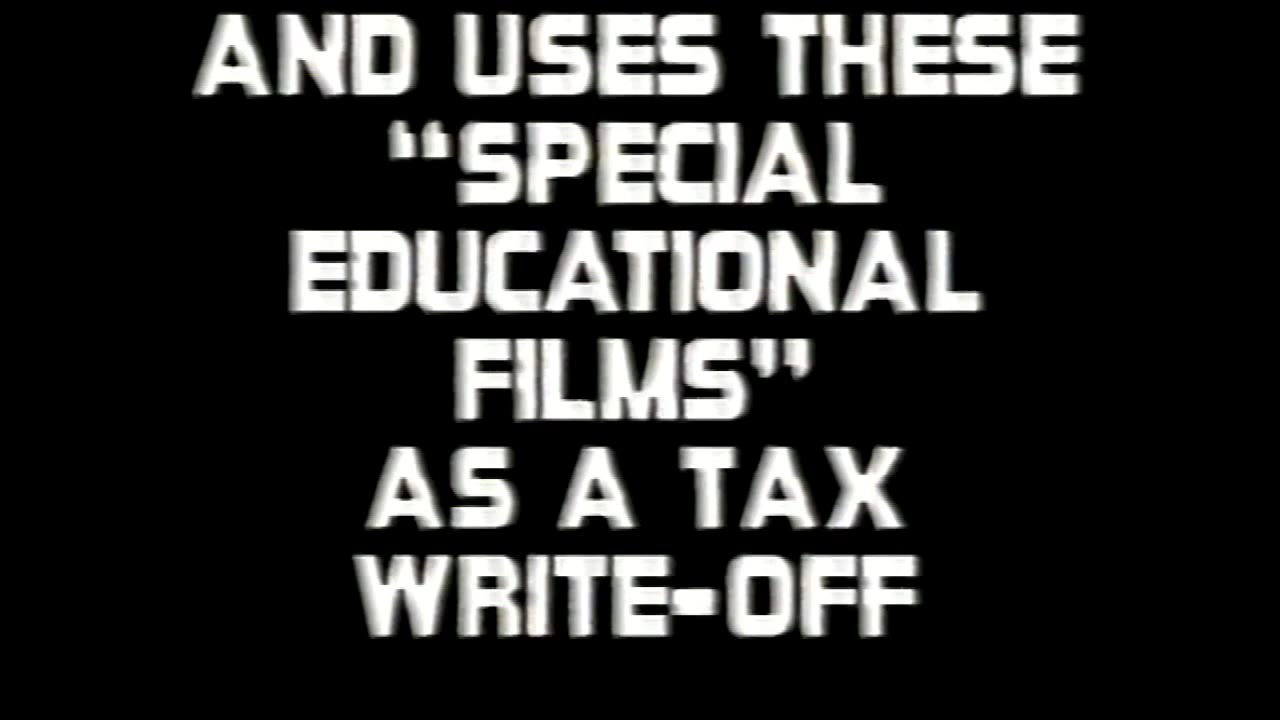 AND USES THESE
“SPECIAL
EDUCATIONAL
FILMS”
AS A TAX
WRITE-OFF